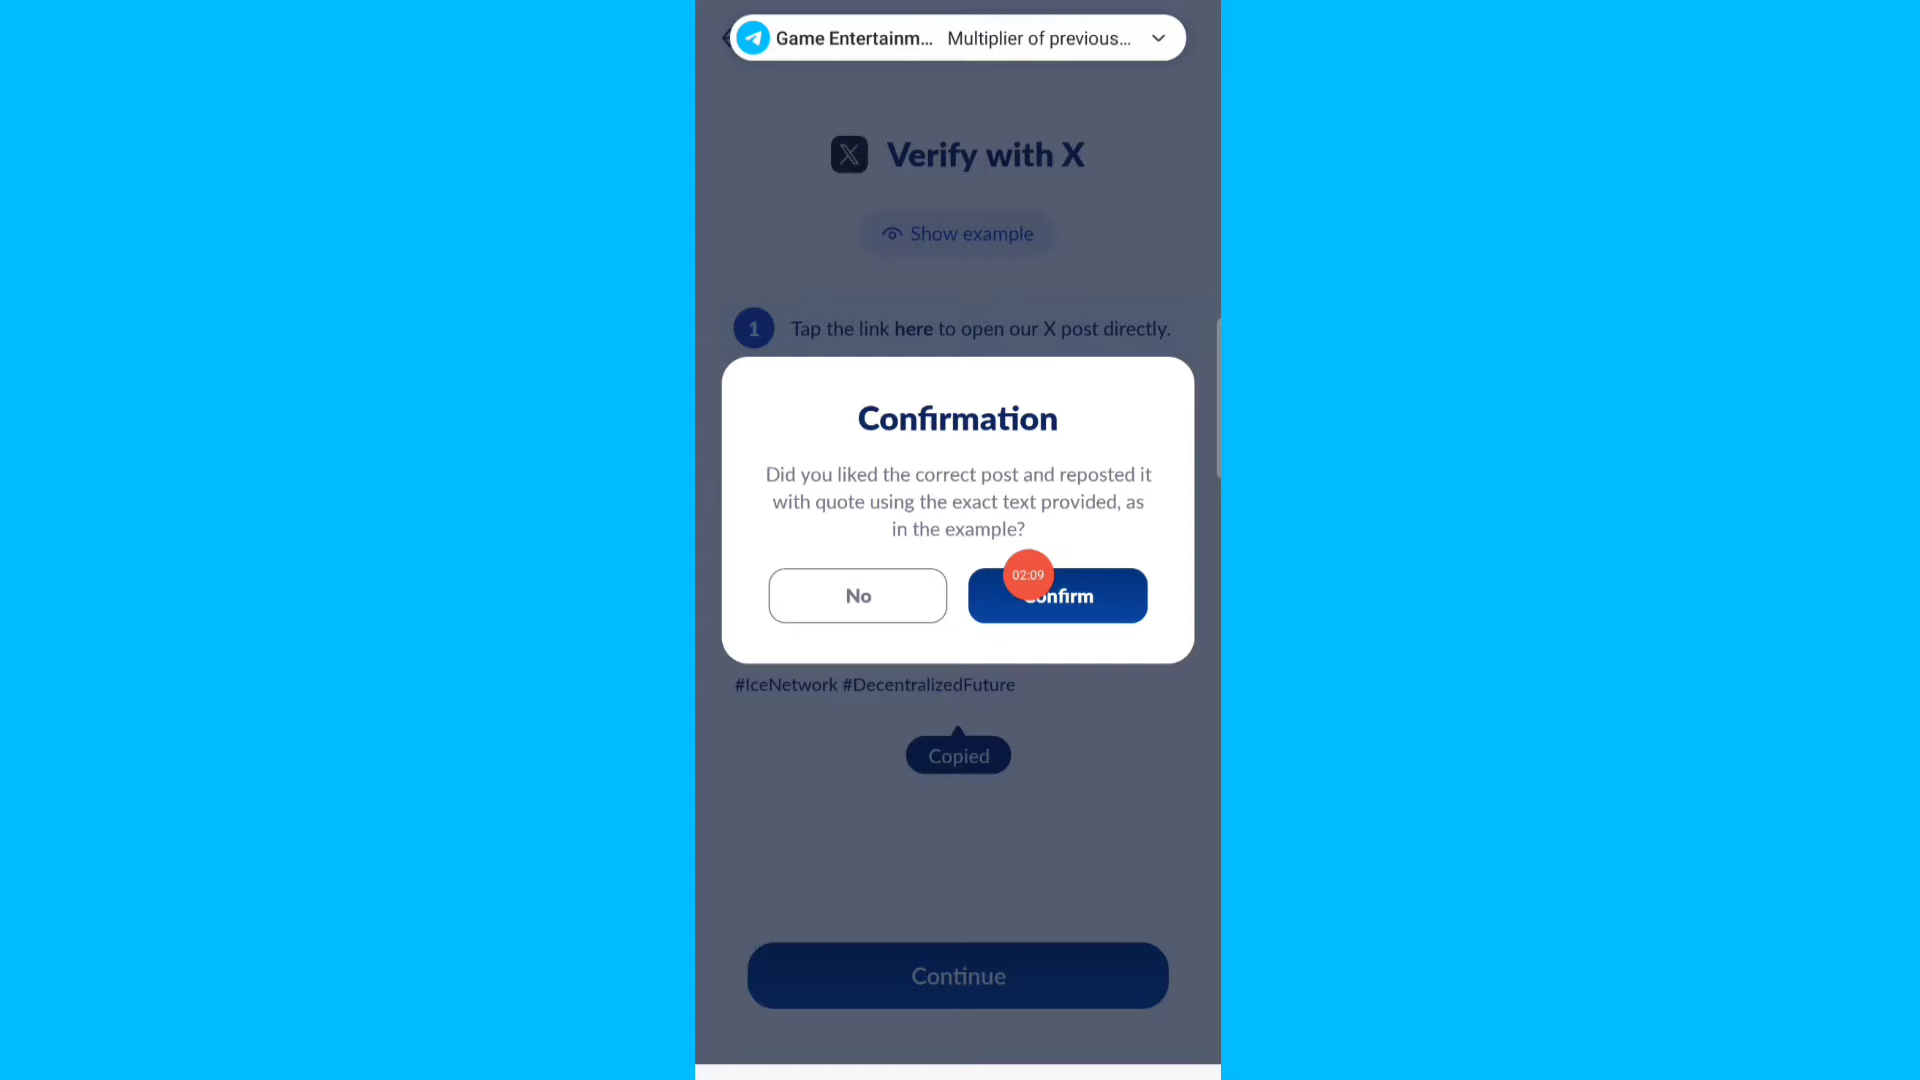 Game Entertainm... Multiplier of previous...
Verify with X
Show example
1 Tap the link here to open our X post directly.
Confirmation
Did you liked the correct post and reposted it
with quote using the exact text provided, as
in the example?
02:09
No Confirm
#IceNetwork #DecentralizedFuture
Copied
Continue